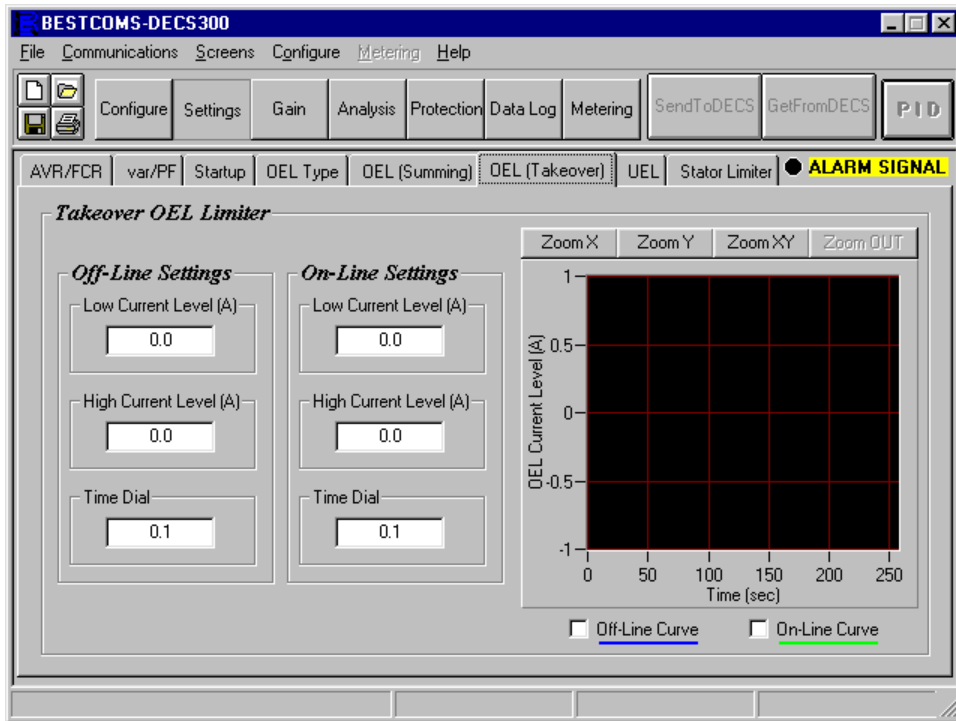 BESTCOMS-DECS300
File Communications Screens Configure Metering Help
Configure Settings Gain Analysis Protection Data Log Metering SendToDECS GetFromDECS PID
AVR/FCR var/PF Startup OEL Type OEL (Summing) OEL (Takeover) UEL Stator Limiter ALARM SIGNAL
Takeover OEL Limiter
Zoom X Zoom Y Zoom XY Zoom OUT
Off-Line Settings
Low Current Level (A)
0.0
High Current Level (A)
0.0
Time Dial
0.1
On-Line Settings
Low Current Level (A)
0.0
High Current Level (A)
0.0
Time Dial
0.1
OEL Current Level (A)
1
0.5
0
-0.5
-1
0 50 100 150 200 250
Time (sec)
Off-Line Curve On-Line Curve